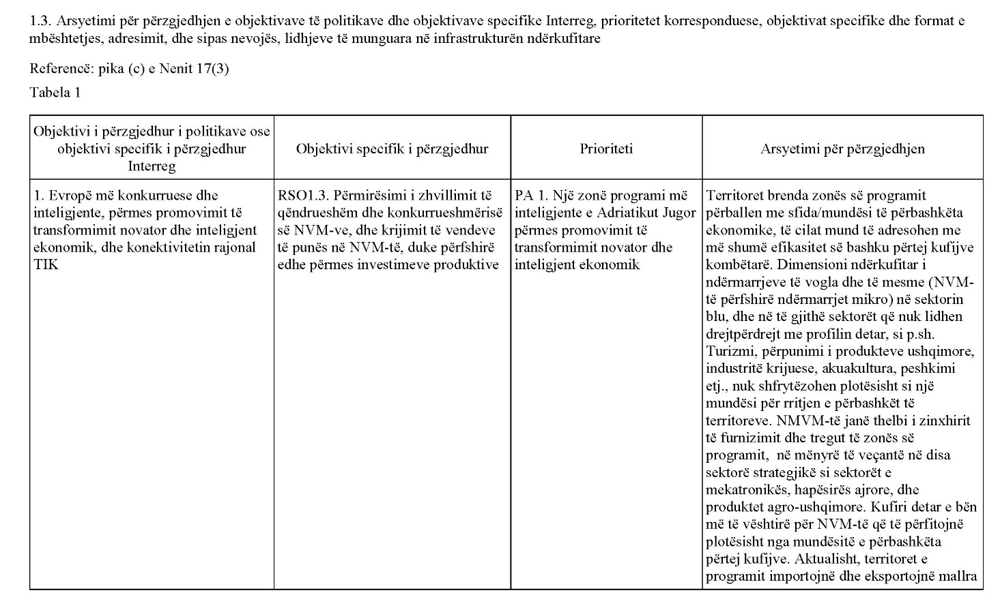 1.3. Arsyetimi për përzgjedhjen e objektivave të politikave dhe objektivave specifike Interreg, prioritetet korresponduese, objektivat specifike dhe format e
mbështetjes, adresimit, dhe sipas nevojës, lidhjeve të munguara në infrastrukturën ndërkufitare
Referencë: pika (c) e Nenit 17(3)
Tabela 1
Objektivi i përzgjedhur i politikave ose
objektivi specifik i përzgjedhur
Interreg
Objektivi specifik i përzgjedhur
Prioriteti
Arsyetimi për përzgjedhjen
1. Evropë më konkurruese dhe
inteligjente, përmes promovimit të
transformimit novator dhe inteligjent
ekonomik, dhe konektivitetin rajonal
TIK
RSO1.3. Përmirësimi i zhvillimit të
qëndrueshëm dhe konkurrueshmërisë
së NVM-ve, dhe krijimit të vendeve
të punës në NVM-të, duke përfshirë
edhe përmes investimeve produktive
PA 1. Një zonë programi më
inteligjente e Adriatikut Jugor
përmes promovimit të
transformimit novator dhe
inteligjent ekonomik
Territoret brenda zonës së programit
përballen me sfida/mundësi të përbashkëta
ekonomike, të cilat mund të adresohen me
më shumë efikasitet së bashku përtej kufijve
kombëtarë. Dimensioni ndërkufitar i
ndërmarrjeve të vogla dhe të mesme (NVM-
të përfshirë ndërmarrjet mikro) në sektorin
blu, dhe në të gjithë sektorët që nuk lidhen
drejtpërdrejt me profilin detar, si p.sh.
Turizmi, përpunimi i produkteve ushqimore,
industritë krijuese, akuakultura, peshkimi
etj., nuk shfrytëzohen plotësisht si një
mundësi për rritjen e përbashkët të
territoreve. NMVM-të janë thelbi i zinxhirit
të furnizimit dhe tregut të zonës së
programit,  në mënyrë të veçantë në disa
sektorë strategjikë si sektorët e
mekatronikës, hapësirës ajrore, dhe
produktet agro-ushqimore. Kufiri detar e bën
më të vështirë për NVM-të që të përfitojnë
plotësisht nga mundësitë e përbashkëta
përtej kufijve. Aktualisht, territoret e
programit importojnë dhe eksportojnë mallra